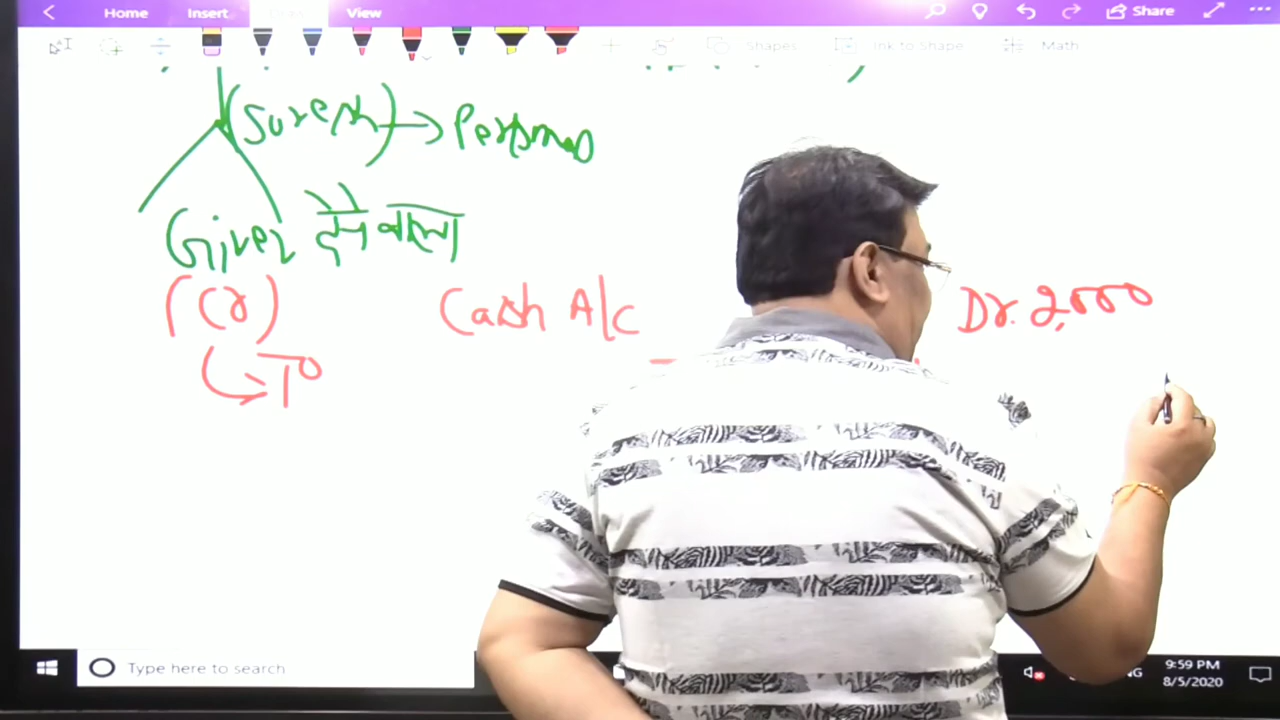 Home Insert View Share
Shapes Ink to Shape Math
(Suresh) → Personal
Giver देने वाला
(Cr) Cash A/c Dr. 2,000
To
Type here to search
9:59 PM
8/5/2020